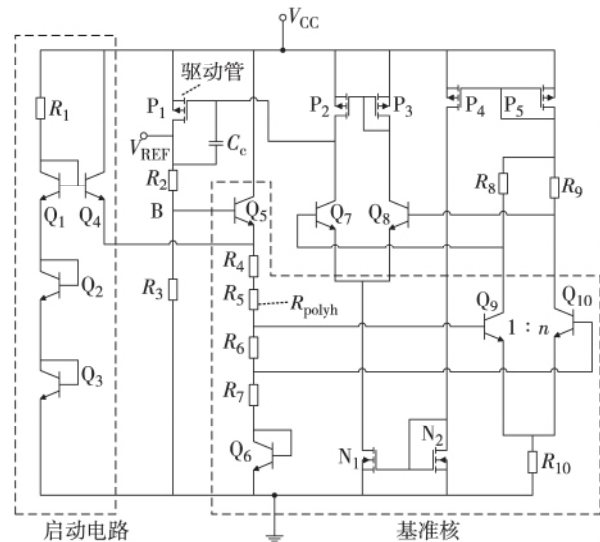 V_CC
驱动管
R_1
P_1
P_2
P_3
P_4
P_5
V_REF
C_c
R_2
R_8
R_9
Q_1
Q_4
B
Q_5
Q_7
Q_8
R_4
Q_2
R_3
R_5
R_polyh
Q_9
Q_10
1 : n
R_6
Q_3
R_7
N_2
Q_6
N_1
R_10
启动电路
基准核